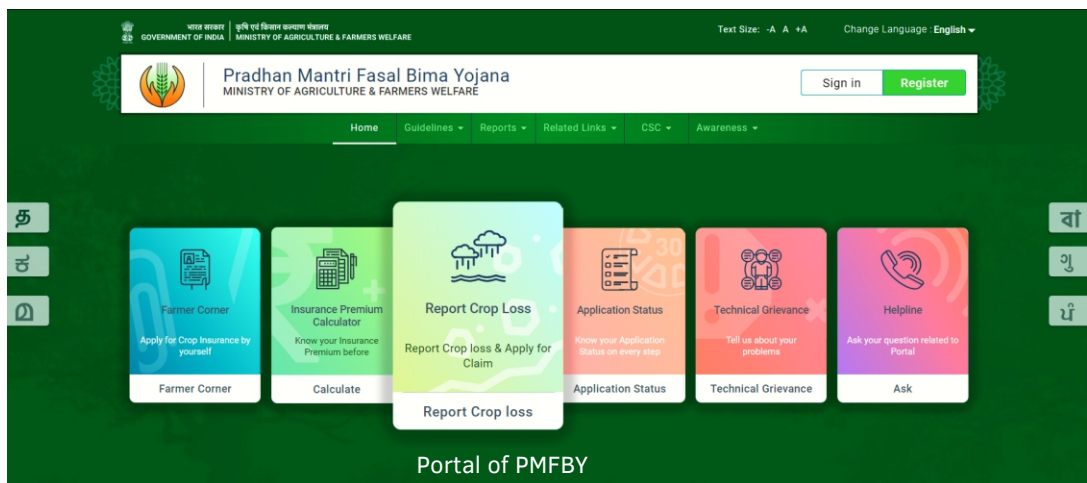 भारत सरकार
GOVERNMENT OF INDIA
कृषि एवं किसान कल्याण मंत्रालय
MINISTRY OF AGRICULTURE & FARMERS WELFARE
Text Size: -A A +A
Change Language : English
Pradhan Mantri Fasal Bima Yojana
MINISTRY OF AGRICULTURE & FARMERS WELFARE
Sign in
Register
Home Guidelines Reports Related Links CSC Awareness
த
ಕ
മ
বাં
ગુ
Farmer Corner
Apply for Crop Insurance by
yourself
Farmer Corner
Insurance Premium
Calculator
Know your Insurance
Premium before
Calculate
Report Crop Loss
Report Crop loss & Apply for
Claim
Report Crop loss
Application Status
Know your Application
Status on every step
Application Status
Technical Grievance
Tell us about your
problems
Technical Grievance
Helpline
Ask your question related to
Portal
Ask
Portal of PMFBY